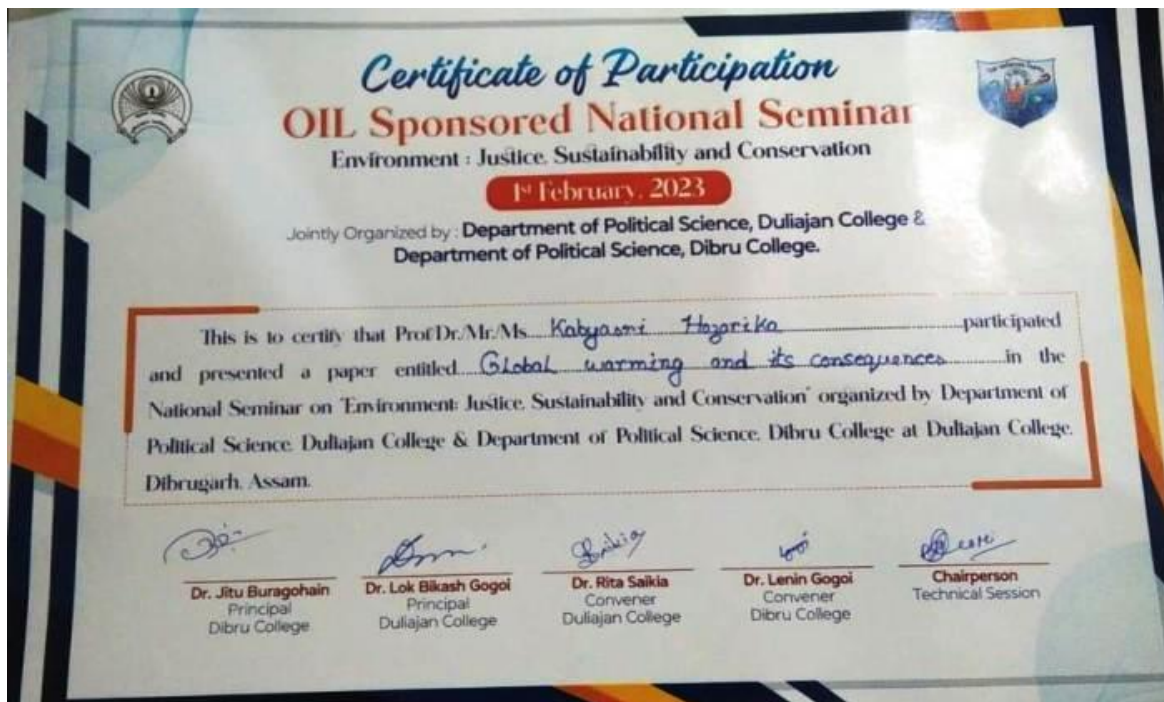 Certificate of Participation
OIL Sponsored National Seminar
Environment : Justice, Sustainability and Conservation
1st February, 2023
Jointly Organized by : Department of Political Science, Duliajan College &
Department of Political Science, Dibru College.
This is to certify that Prof/Dr./Mr./Ms. Kabyasri Hazarika participated
and presented a paper entitled Global warming and its consequences in the
National Seminar on "Environment: Justice, Sustainability and Conservation" organized by Department of
Political Science, Duliajan College & Department of Political Science, Dibru College at Duliajan College,
Dibrugarh, Assam.
Dr. Jitu Buragohain
Principal
Dibru College
Dr. Lok Bikash Gogoi
Principal
Duliajan College
Dr. Rita Saikia
Convener
Duliajan College
Dr. Lenin Gogoi
Convener
Dibru College
Chairperson
Technical Session